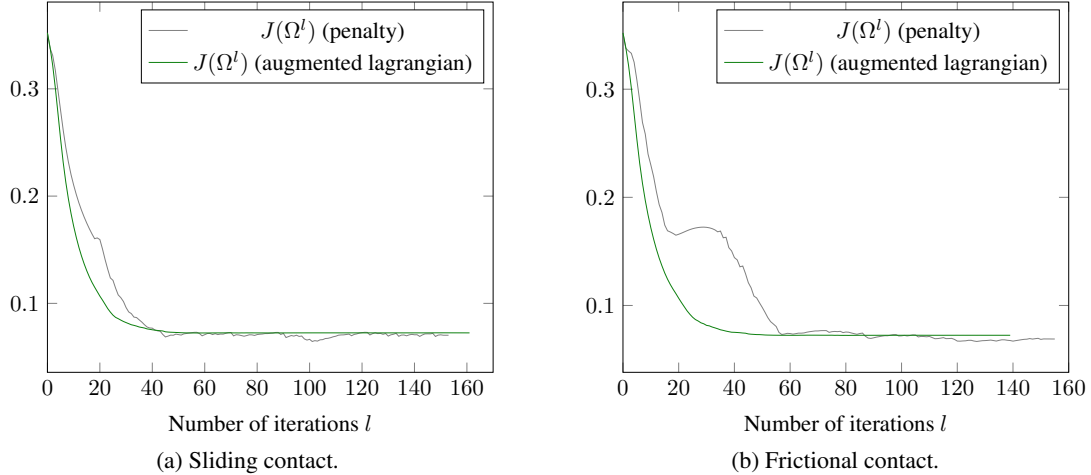 J(Ω^l) (penalty)
J(Ω^l) (augmented lagrangian)
0.3
0.2
0.1
0 20 40 60 80 100 120 140 160
Number of iterations l
(a) Sliding contact.
J(Ω^l) (penalty)
J(Ω^l) (augmented lagrangian)
0.3
0.2
0.1
0 20 40 60 80 100 120 140 160
Number of iterations l
(b) Frictional contact.